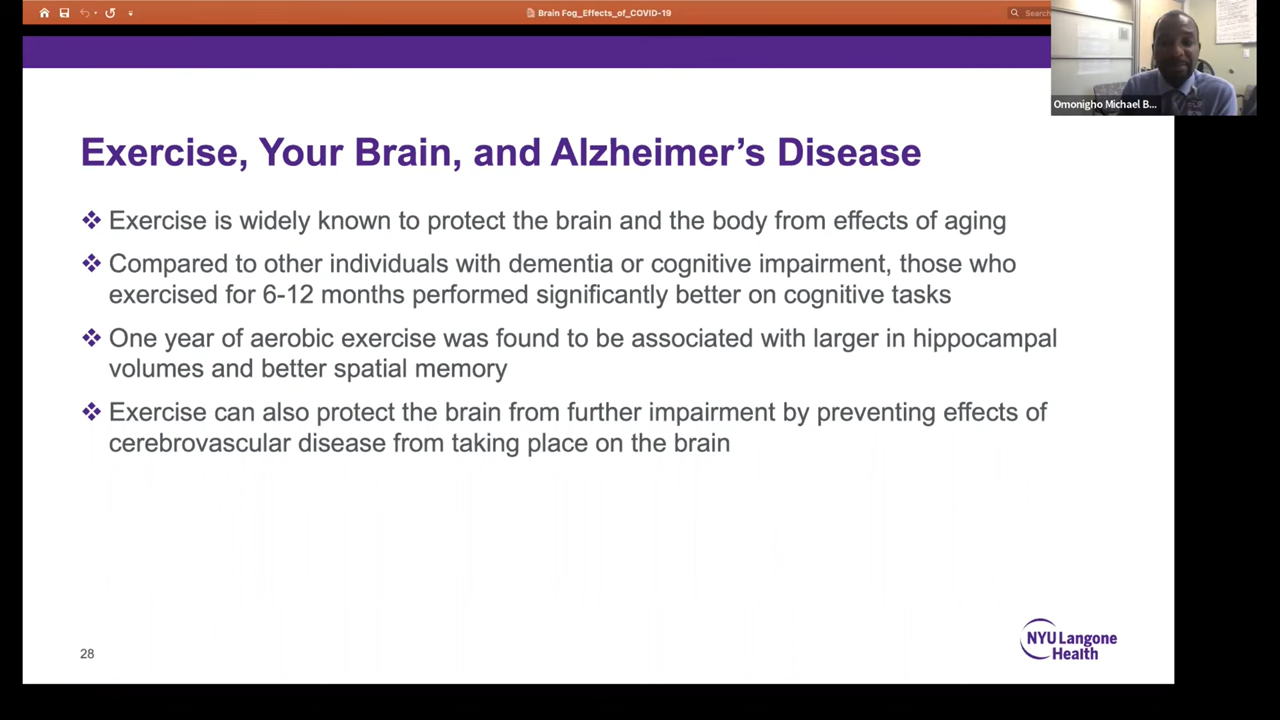 Brain Fog_Effects_of_COVID-19
Search
Omonigho Michael B...
Exercise, Your Brain, and Alzheimer's Disease
❖ Exercise is widely known to protect the brain and the body from effects of aging
❖ Compared to other individuals with dementia or cognitive impairment, those who
exercised for 6-12 months performed significantly better on cognitive tasks
❖ One year of aerobic exercise was found to be associated with larger in hippocampal
volumes and better spatial memory
❖ Exercise can also protect the brain from further impairment by preventing effects of
cerebrovascular disease from taking place on the brain
28
NYU Langone
Health